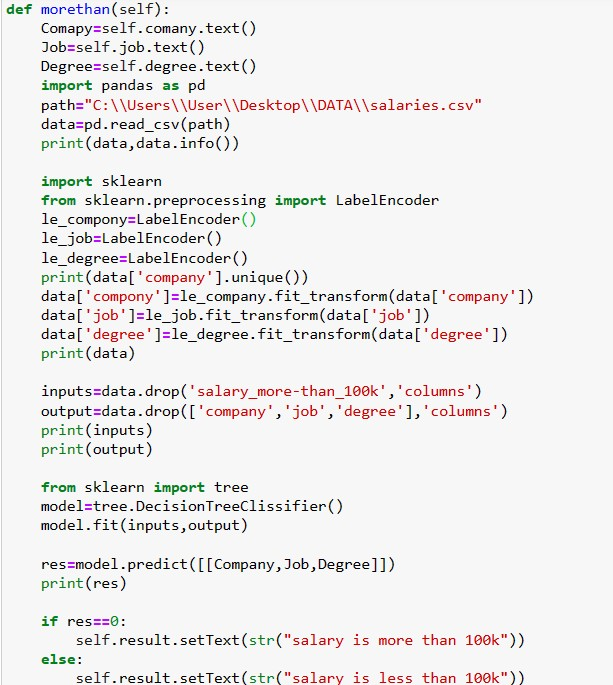 def morethan(self):
Comapy=self.comany.text()
Job=self.job.text()
Degree=self.degree.text()
import pandas as pd
path="C:\\Users\\User\\Desktop\\DATA\\salaries.csv"
data=pd.read_csv(path)
print(data,data.info())
import sklearn
from sklearn.preprocessing import LabelEncoder
le_compony=LabelEncoder()
le_job=LabelEncoder()
le_degree=LabelEncoder()
print(data['company'].unique())
data['compony']=le_company.fit_transform(data['company'])
data['job']=le_job.fit_transform(data['job'])
data['degree']=le_degree.fit_transform(data['degree'])
print(data)
inputs=data.drop('salary_more-than_100k','columns')
output=data.drop(['company','job','degree'],'columns')
print(inputs)
print(output)
from sklearn import tree
model=tree.DecisionTreeClissifier()
model.fit(inputs,output)
res=model.predict([[Company,Job,Degree]])
print(res)
if res==0:
self.result.setText(str("salary is more than 100k"))
else:
self.result.setText(str("salary is less than 100k"))